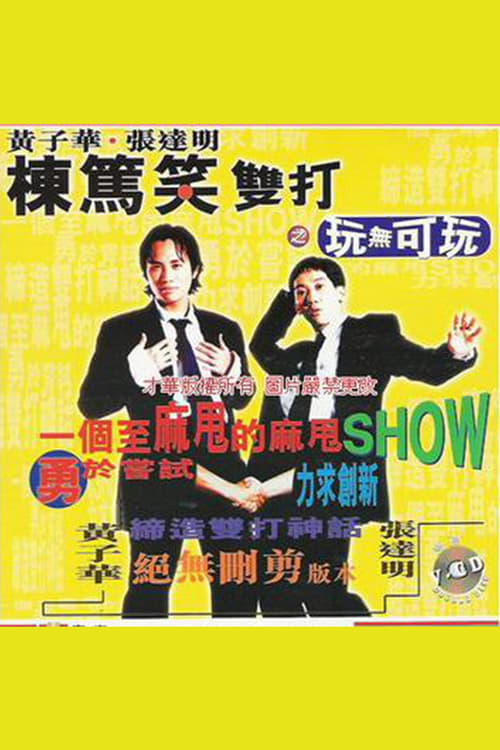 黃子華·張達明
棟篤笑 雙打
之 玩無可玩
才華版權所有 圖片嚴禁更改
一個至麻甩的麻甩SHOW
勇於嘗試
力求創新
締造雙打神話
黃子華
張達明
絕無刪剪版本